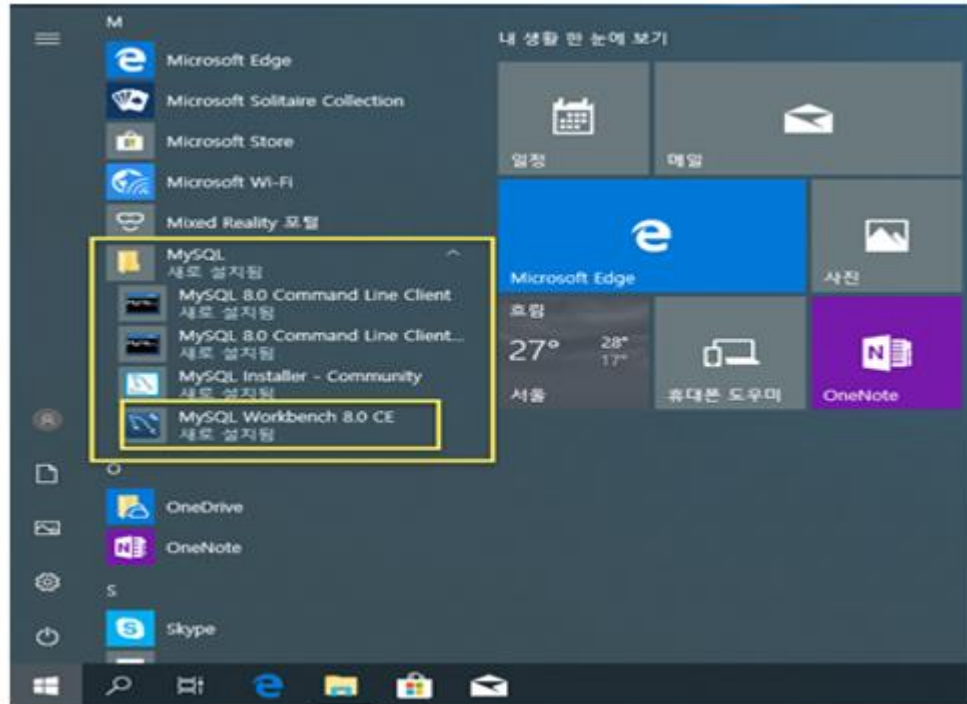 M
Microsoft Edge
Microsoft Solitaire Collection
Microsoft Store
Microsoft Wi-Fi
Mixed Reality 포털
MySQL
새로 설치됨
MySQL 8.0 Command Line Client
새로 설치됨
MySQL 8.0 Command Line Client...
새로 설치됨
MySQL Installer - Community
새로 설치됨
MySQL Workbench 8.0 CE
새로 설치됨
O
OneDrive
OneNote
S
Skype
내 생활 한 눈에 보기
일정
메일
Microsoft Edge
사진
흐림
27°
28°
17°
서울
휴대폰 도우미
OneNote